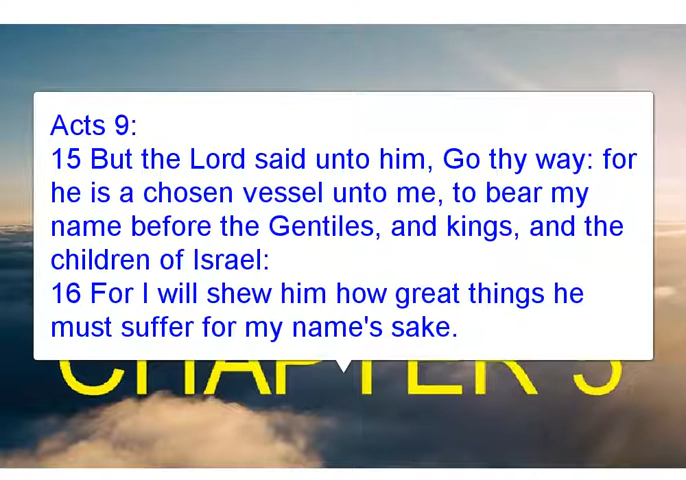 Acts 9:
15 But the Lord said unto him, Go thy way: for
he is a chosen vessel unto me, to bear my
name before the Gentiles, and kings, and the
children of Israel:
16 For I will shew him how great things he
must suffer for my name's sake.
CHAPTER